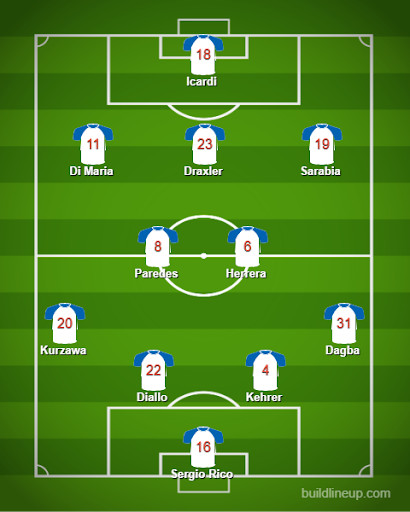 18
Icardi
11
Di Maria
23
Draxler
19
Sarabia
8
Paredes
6
Herrera
20
Kurzawa
31
Dagba
22
Diallo
4
Kehrer
16
Sergio Rico
buildlineup.com